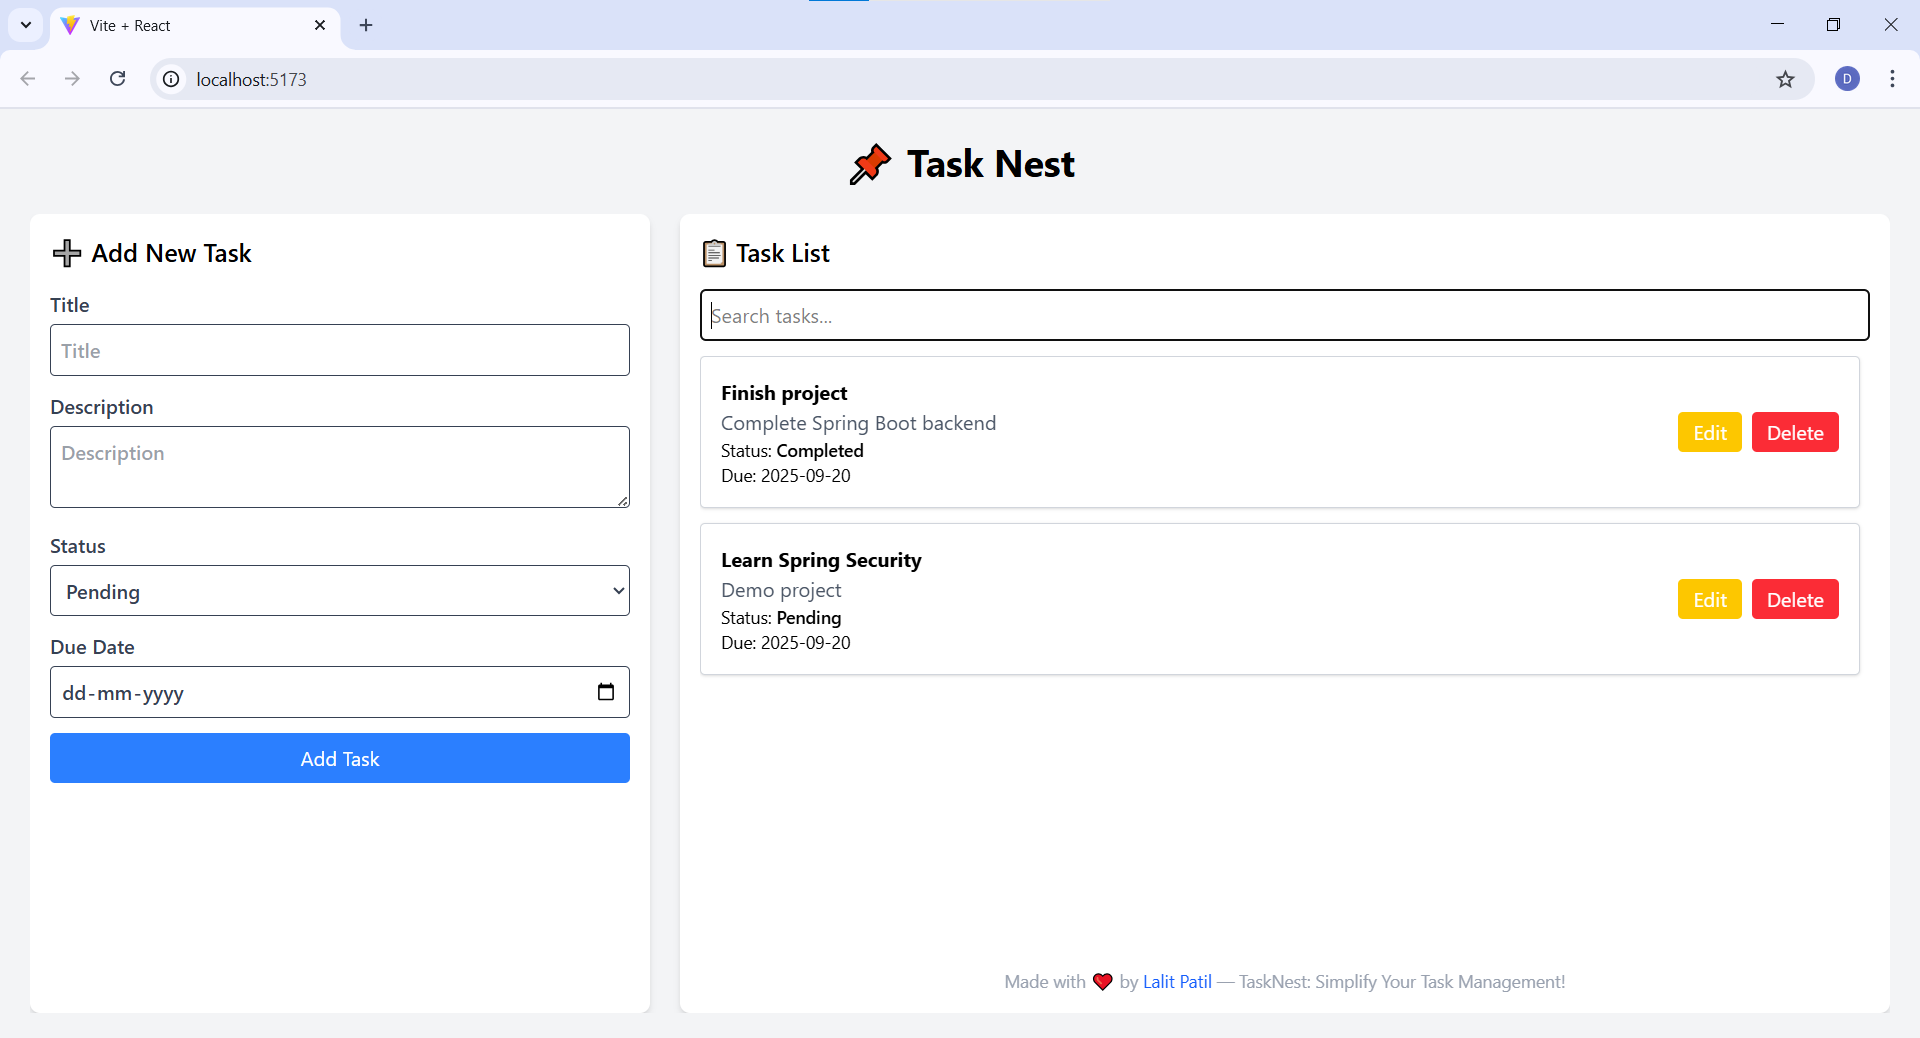 Vite + React
localhost:5173
D
Task Nest
Add New Task
Title
Title
Description
Description
Status
Pending
Due Date
dd-mm-yyyy
Add Task
Task List
Search tasks...
Finish project
Complete Spring Boot backend
Status: Completed
Due: 2025-09-20
Edit
Delete
Learn Spring Security
Demo project
Status: Pending
Due: 2025-09-20
Edit
Delete
Made with ❤️ by Lalit Patil — TaskNest: Simplify Your Task Management!